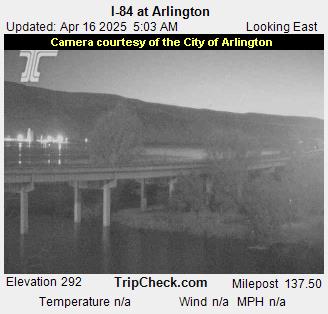 I-84 at Arlington
Updated: Apr 16 2025 5:03 AM Looking East
Camera courtesy of the City of Arlington
Elevation 292 TripCheck.com Milepost 137.50
Temperature n/a Wind n/a MPH n/a